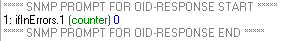 ***** SNMP PROMPT FOR OID-RESPONSE START *****
1: ifInErrors.1 (counter) 0
***** SNMP PROMPT FOR OID-RESPONSE END *****